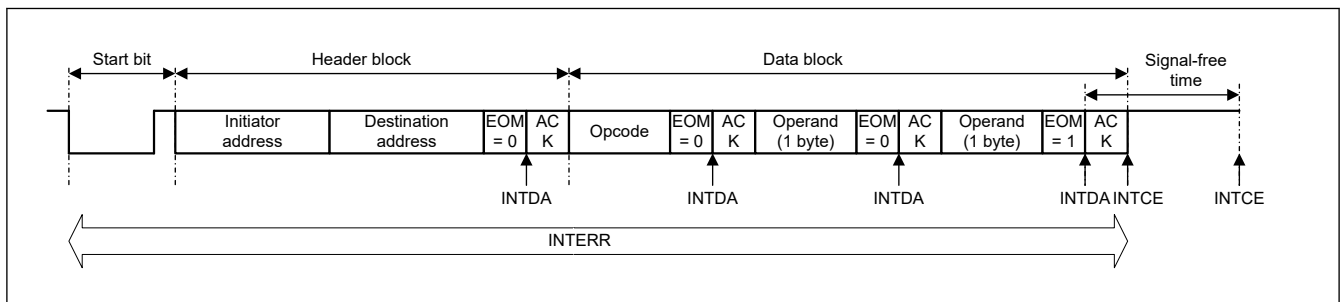 Start bit
Header block
Data block
Signal-free
time
Initiator
address
Destination
address
EOM
= 0
AC
K
Opcode
EOM
= 0
AC
K
Operand
(1 byte)
EOM
= 0
AC
K
Operand
(1 byte)
EOM
= 1
AC
K
INTDA
INTDA
INTDA
INTDA
INTCE
INTCE
INTERR